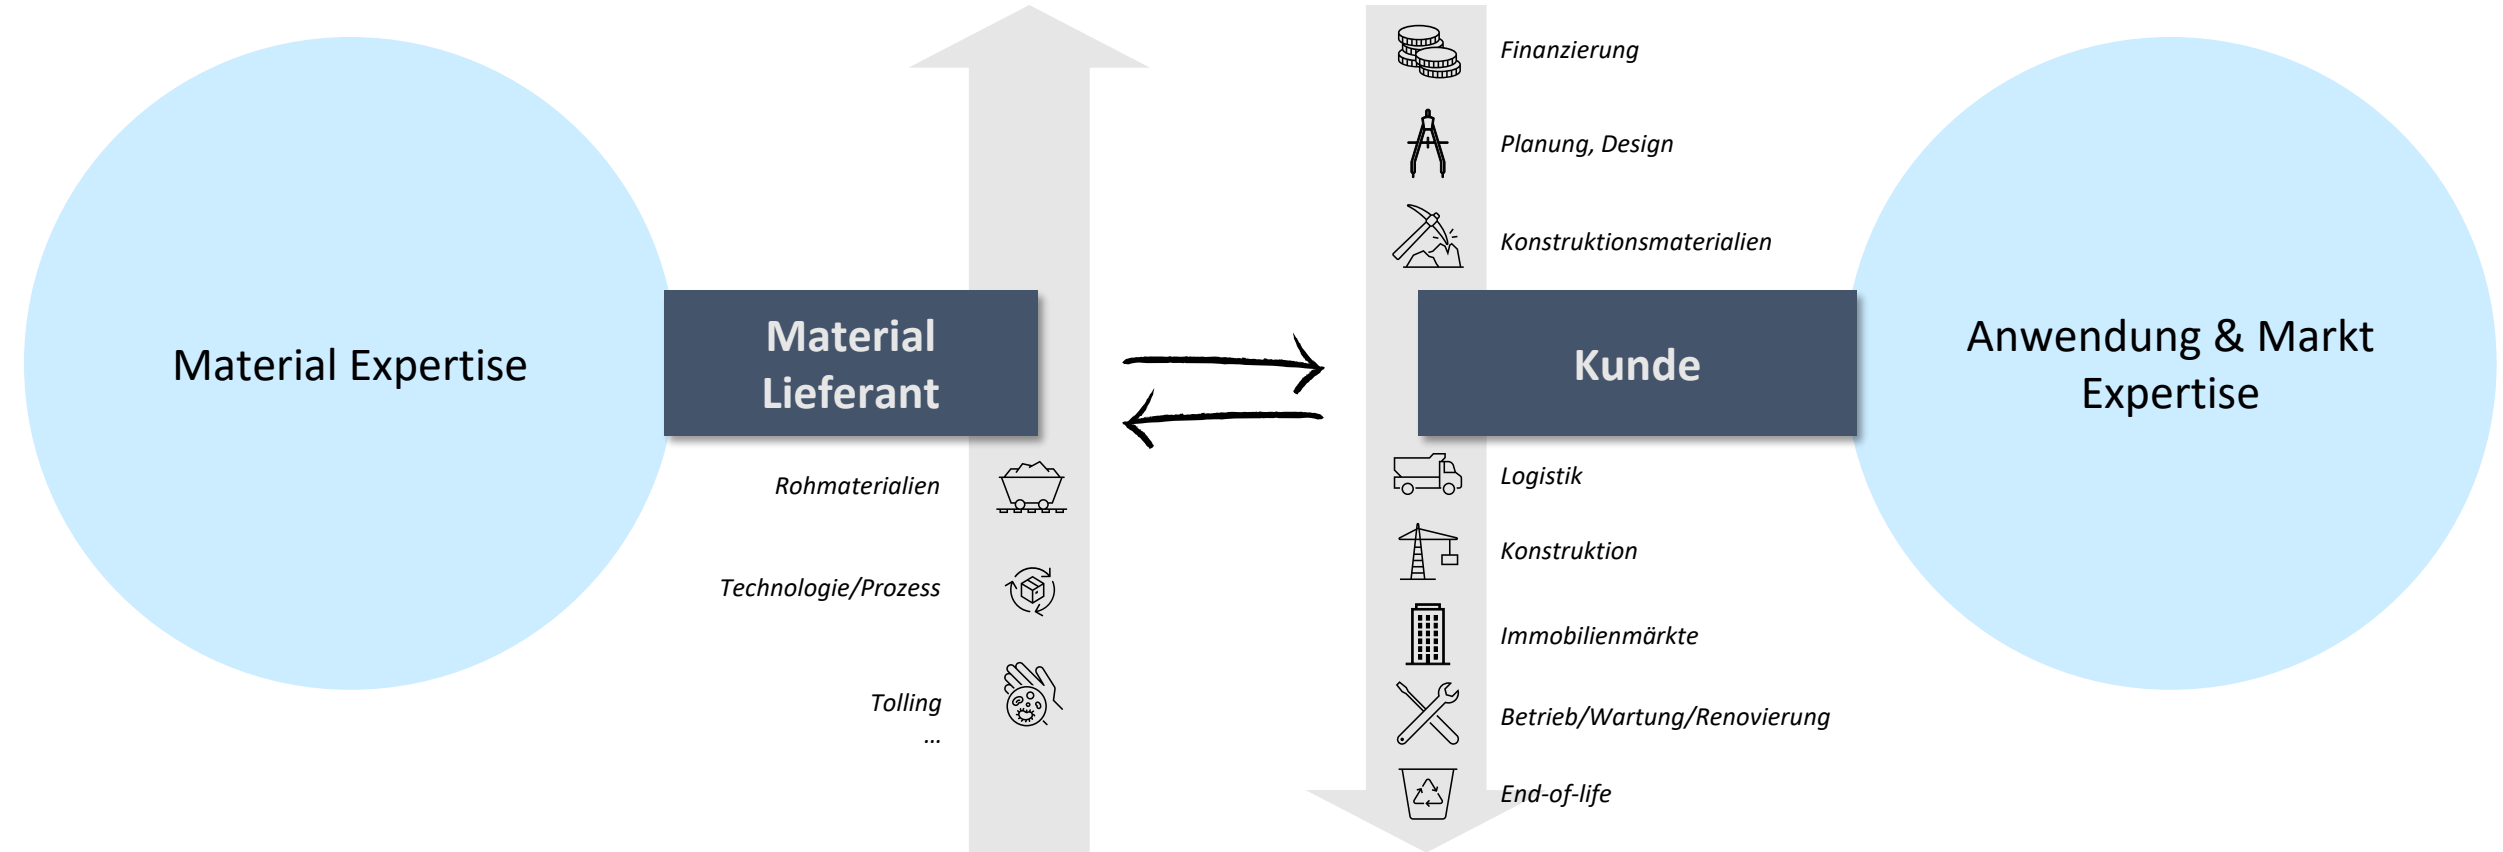 Material Expertise
Material
Lieferant
Rohmaterialien
Technologie/Prozess
Tolling
...
Finanzierung
Planung, Design
Konstruktionsmaterialien
Kunde
Logistik
Konstruktion
Immobilienmärkte
Betrieb/Wartung/Renovierung
End-of-life
Anwendung & Markt
Expertise